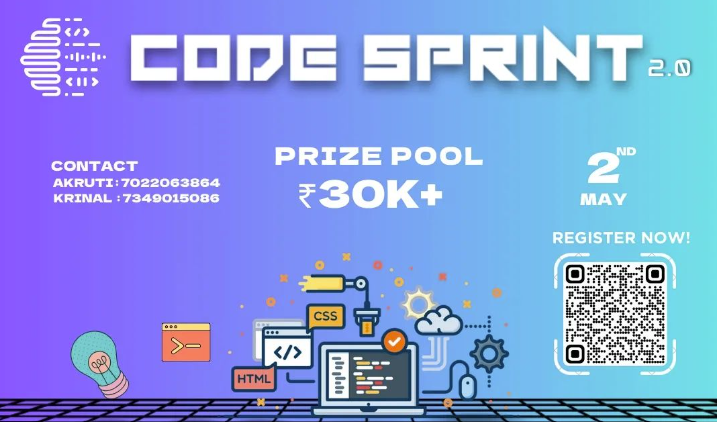 CODE SPRINT 2.0
CONTACT
AKRUTI:7022063864
KRINAL :7349015086
PRIZE POOL
₹30K+
2ND
MAY
REGISTER NOW!
CSS
</>
>-
HTML